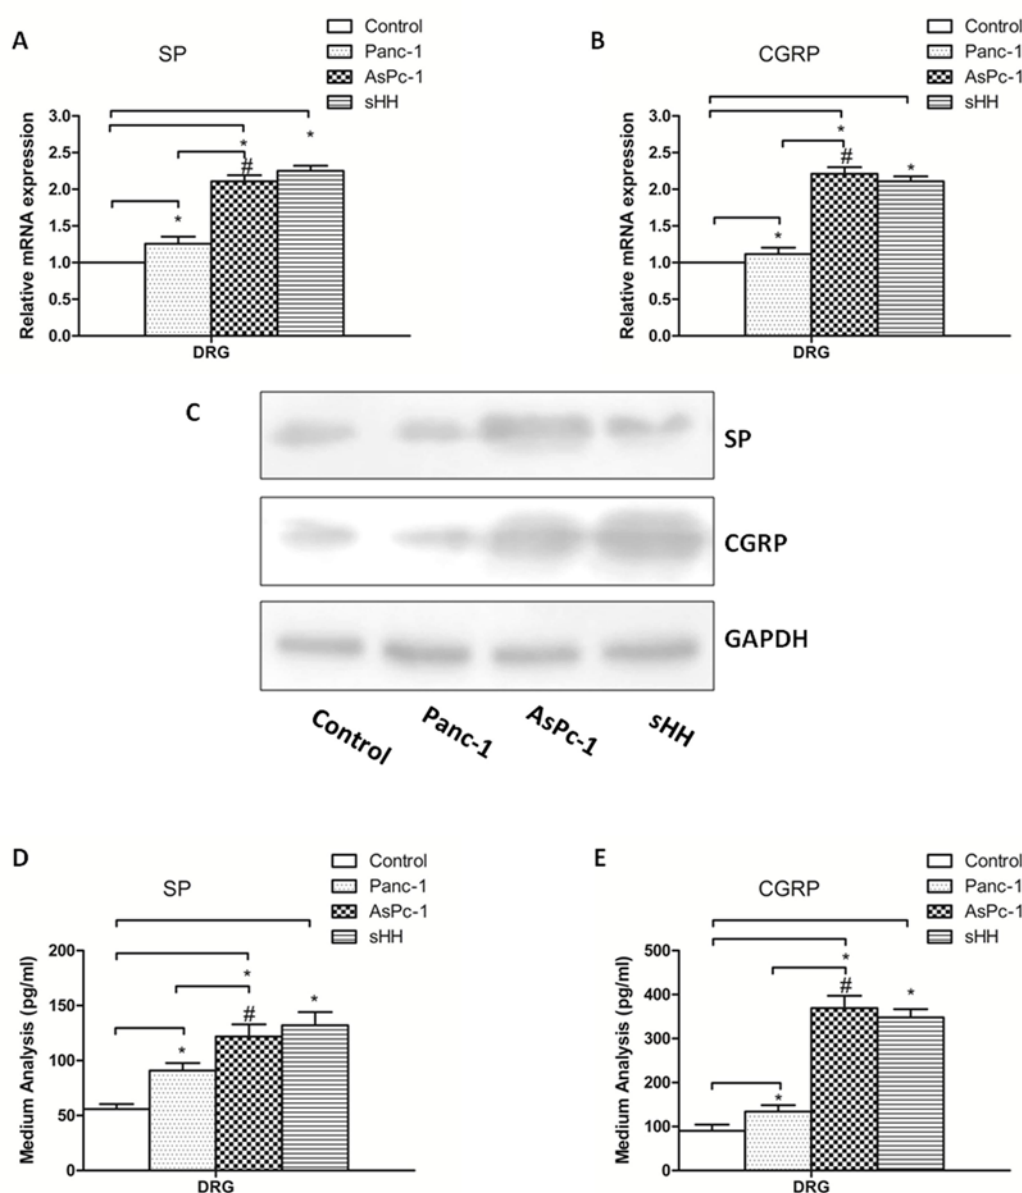 A
SP
Control
Panc-1
AsPc-1
sHH
Relative mRNA expression
3.0
2.5
2.0
1.5
1.0
0.5
0.0
*
*
#
*
DRG
B
CGRP
Control
Panc-1
AsPc-1
sHH
Relative mRNA expression
3.0
2.5
2.0
1.5
1.0
0.5
0.0
*
*
#
*
DRG
C
SP
CGRP
GAPDH
Control
Panc-1
AsPc-1
sHH
D
SP
Control
Panc-1
AsPc-1
sHH
Medium Analysis (pg/ml)
200
150
100
50
0
*
*
#
*
DRG
E
CGRP
Control
Panc-1
AsPc-1
sHH
Medium Analysis (pg/ml)
500
400
300
200
100
0
*
*
#
*
DRG